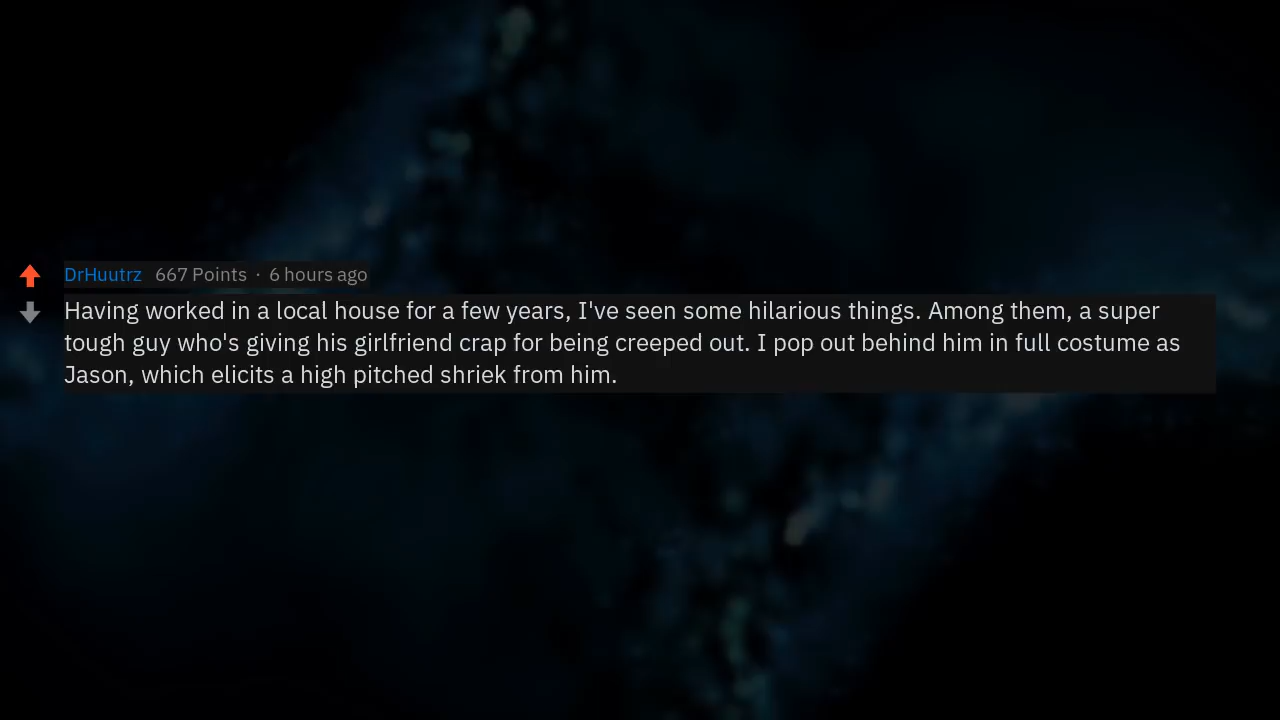 DrHuutrz 667 Points · 6 hours ago
Having worked in a local house for a few years, I've seen some hilarious things. Among them, a super
tough guy who's giving his girlfriend crap for being creeped out. I pop out behind him in full costume as
Jason, which elicits a high pitched shriek from him.